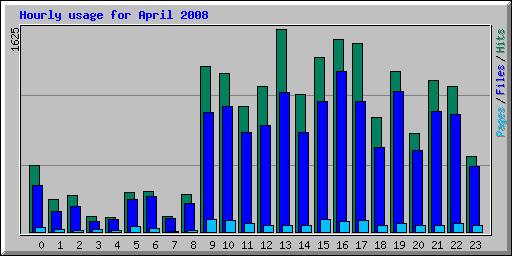 Hourly usage for April 2008
1625
Pages / Files / Hits
0 1 2 3 4 5 6 7 8 9 10 11 12 13 14 15 16 17 18 19 20 21 22 23